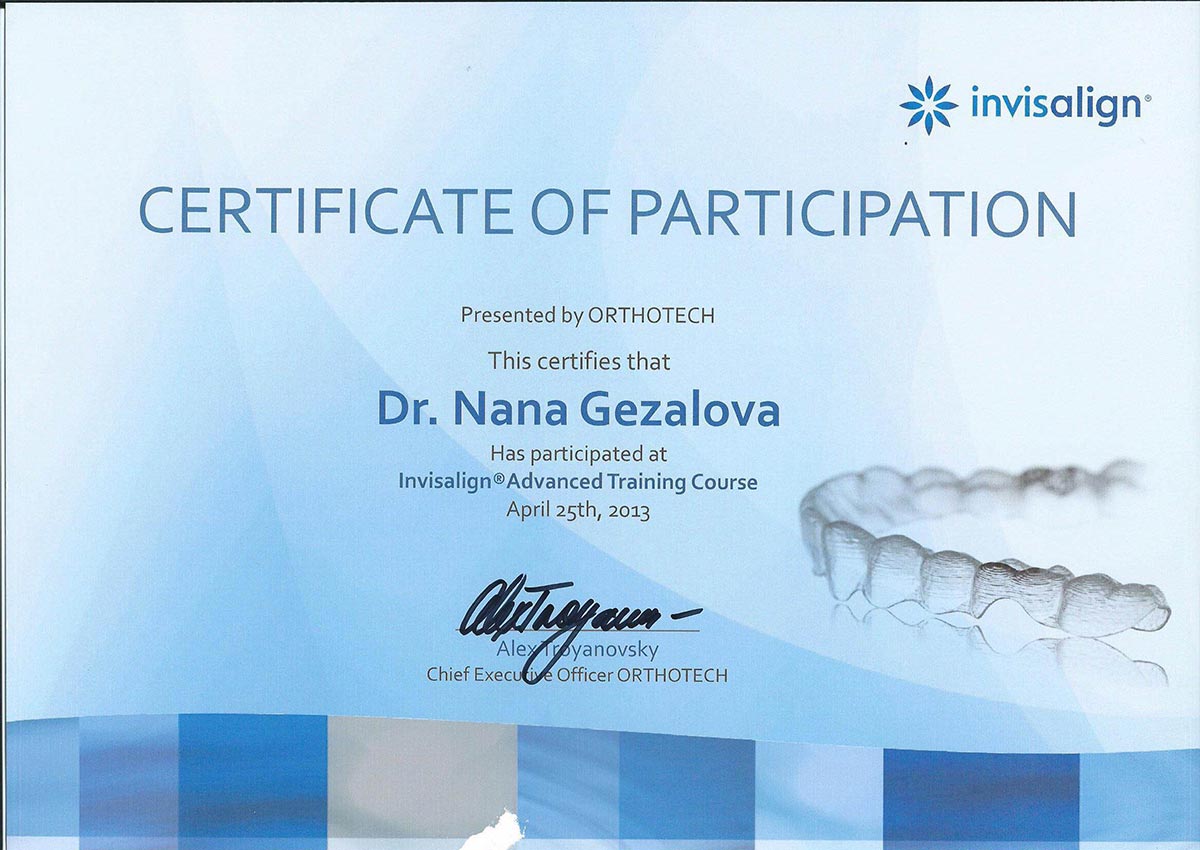 invisalign®
CERTIFICATE OF PARTICIPATION
Presented by ORTHOTECH
This certifies that
Dr. Nana Gezalova
Has participated at
Invisalign® Advanced Training Course
April 25th, 2013
Alex Troyanovsky
Chief Executive Officer ORTHOTECH